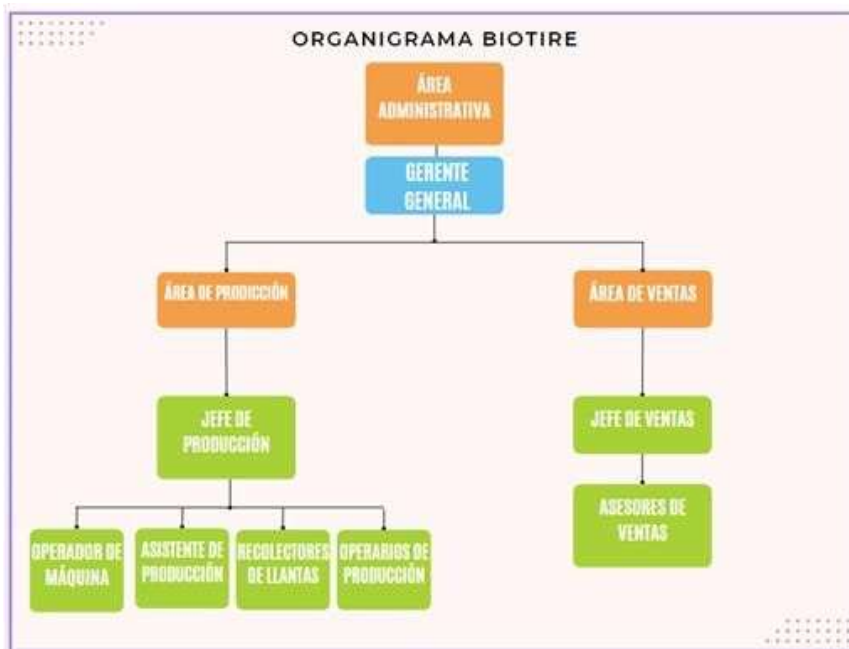 ORGANIGRAMA BIOTIRE
ÁREA
ADMINISTRATIVA
GERENTE
GENERAL
ÁREA DE PRODICCIÓN
ÁREA DE VENTAS
JEFE DE
PRODUCCIÓN
JEFE DE VENTAS
ASESORES DE
VENTAS
OPERADOR DE
MÁQUINA
ASISTENTE DE
PRODUCCIÓN
RECOLECTORES
DE LLANTAS
OPERARIOS DE
PRODUCCIÓN